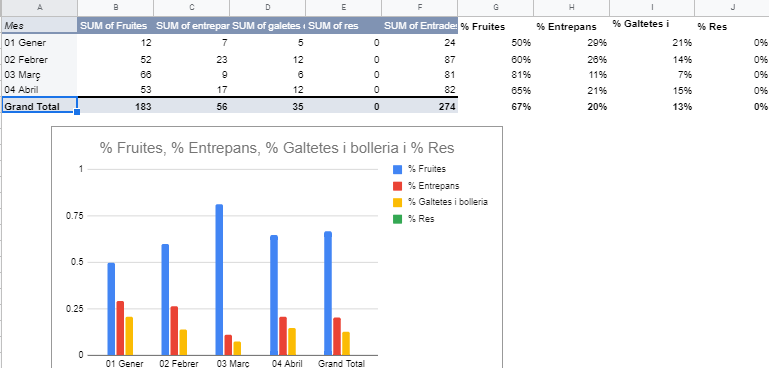 A B C D E F G H I J
Mes SUM of Fruites SUM of entrepar SUM of galetes SUM of res SUM of Entrades % Fruites % Entrepans % Galtetes i % Res
01 Gener 12 7 5 0 24 50% 29% 21% 0%
02 Febrer 52 23 12 0 87 60% 26% 14% 0%
03 Març 66 9 6 0 81 81% 11% 7% 0%
04 Abril 53 17 12 0 82 65% 21% 15% 0%
Grand Total 183 56 35 0 274 67% 20% 13% 0%
% Fruites, % Entrepans, % Galtetes i bolleria i % Res
% Fruites
% Entrepans
% Galtetes i bolleria
% Res
1
0.75
0.5
0.25
0
01 Gener 02 Febrer 03 Març 04 Abril Grand Total